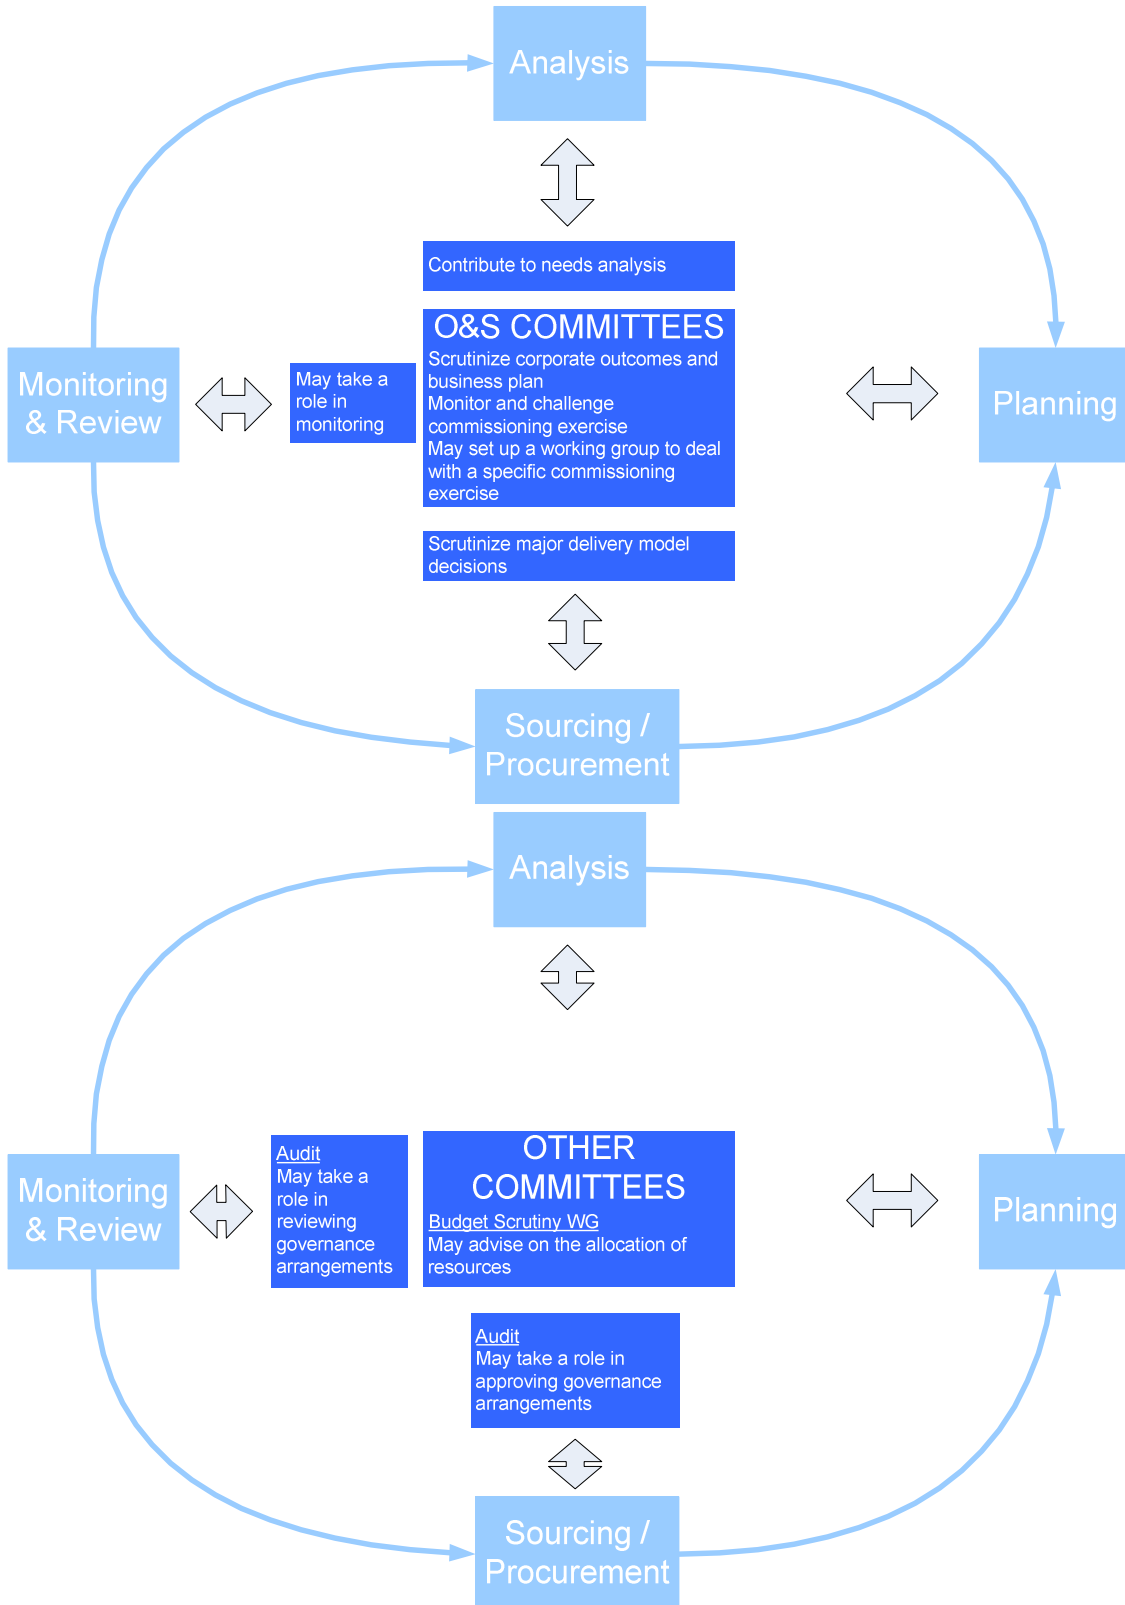 Analysis
Contribute to needs analysis
O&S COMMITTEES
Scrutinize corporate outcomes and
business plan
Monitor and challenge
commissioning exercise
May set up a working group to deal
with a specific commissioning
exercise
Monitoring
& Review
May take a
role in
monitoring
Planning
Scrutinize major delivery model
decisions
Sourcing /
Procurement
Analysis
Monitoring
& Review
Audit
May take a
role in
reviewing
governance
arrangements
OTHER
COMMITTEES
Budget Scrutiny WG
May advise on the allocation of
resources
Planning
Audit
May take a role in
approving governance
arrangements
Sourcing /
Procurement